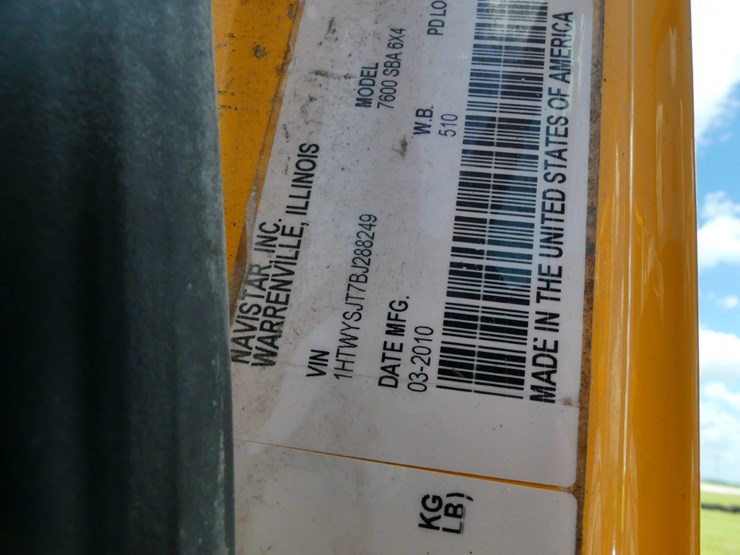 NAVISTAR, INC.
WARRENVILLE, ILLINOIS
VIN
1HTWYSJT7BJ288249
MODEL
7600 SBA 6X4
DATE MFG.
03-2010
W.B.
510
PD LO
MADE IN THE UNITED STATES OF AMERICA
KG
LB)